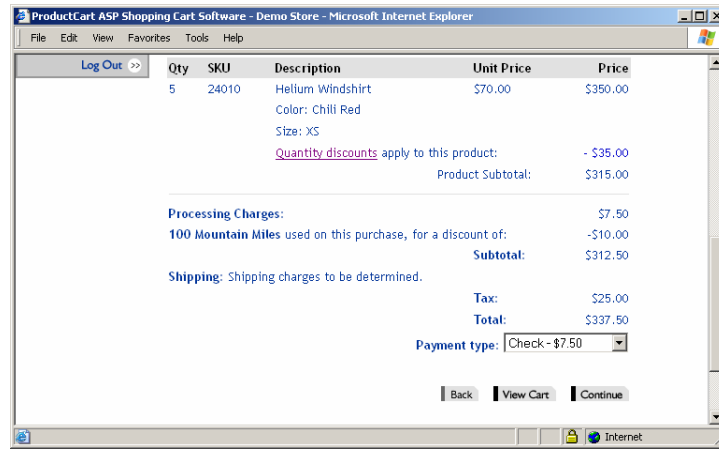 ProductCart ASP Shopping Cart Software - Demo Store - Microsoft Internet Explorer
File Edit View Favorites Tools Help
Log Out >>
Qty SKU Description Unit Price Price
5 24010 Helium Windshirt $70.00 $350.00
Color: Chili Red
Size: XS
Quantity discounts apply to this product: - $35.00
Product Subtotal: $315.00
Processing Charges: $7.50
100 Mountain Miles used on this purchase, for a discount of: -$10.00
Subtotal: $312.50
Shipping: Shipping charges to be determined.
Tax: $25.00
Total: $337.50
Payment type: Check - $7.50
Back View Cart Continue
Internet